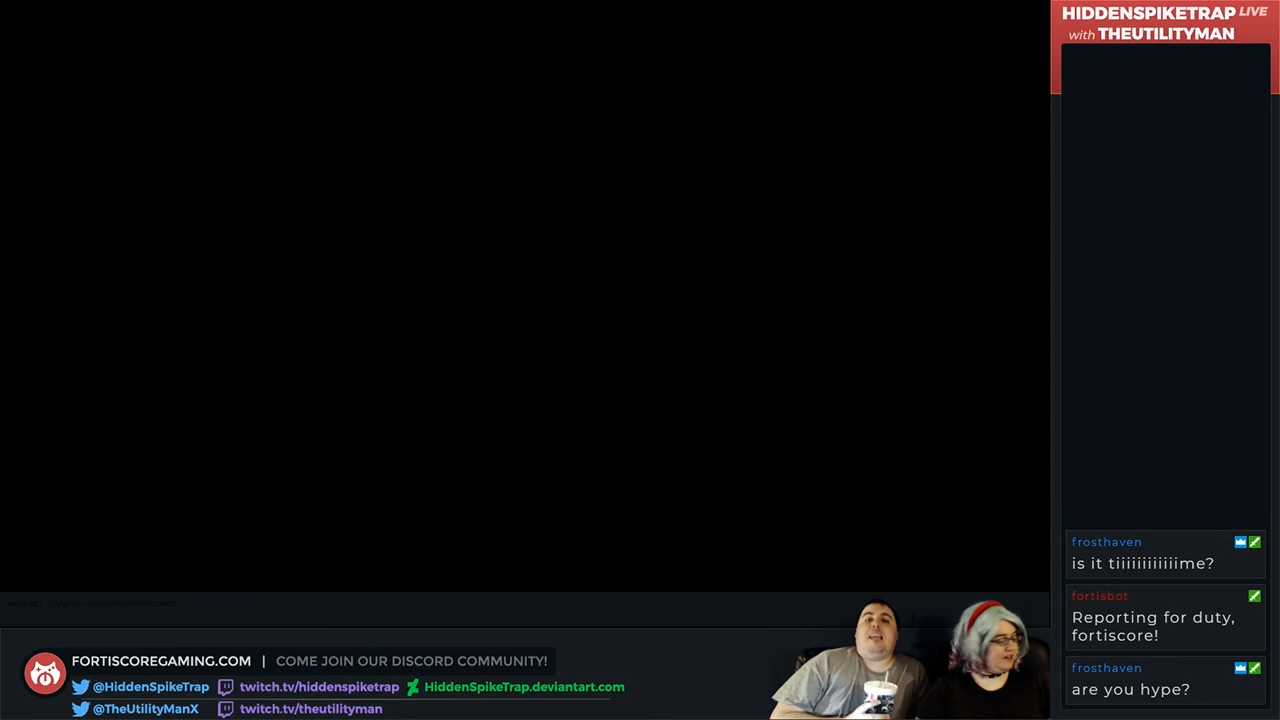 HIDDENSPIKETRAP LIVE
with THEUTILITYMAN
frosthaven
is it tiiiiiiiiiiiime?
fortisbot
Reporting for duty,
fortiscore!
frosthaven
are you hype?
FORTISCOREGAMING.COM | COME JOIN OUR DISCORD COMMUNITY!
@HiddenSpikeTrap twitch.tv/hiddenspiketrap HiddenSpikeTrap.deviantart.com
@TheUtilityManX twitch.tv/theutilityman